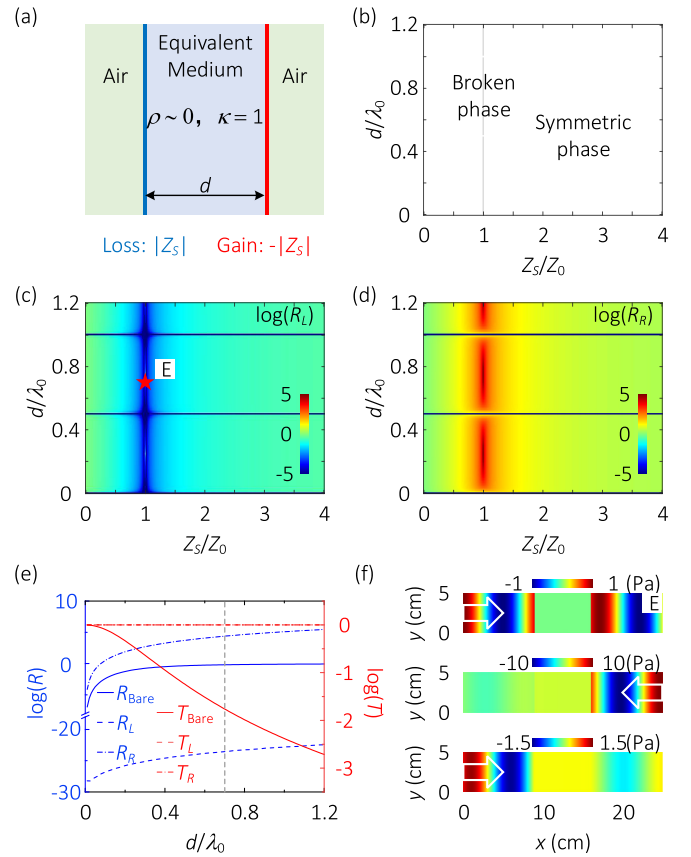 (a)
Equivalent
Medium
Air
Air
ρ ~ 0, κ = 1
d
Loss: |Z_S|
Gain: -|Z_S|
(b)
1.2
0.8
0.4
0
d/λ₀
Broken
phase
Symmetric
phase
0 1 2 3 4
Z_S/Z₀
(c)
1.2
0.8
0.4
0
d/λ₀
log(R_L)
E
5
0
-5
0 1 2 3 4
Z_S/Z₀
(d)
1.2
0.8
0.4
0
d/λ₀
log(R_R)
5
0
-5
0 1 2 3 4
Z_S/Z₀
(e)
10
0
-20
-30
log(R)
R_Bare
R_L
R_R
T_Bare
T_L
T_R
0
-1
-2
-3
log(T)
0 0.4 0.8 1.2
d/λ₀
(f)
-1 1 (Pa)
5
0
y (cm)
E
-10 10(Pa)
5
0
y (cm)
-1.5 1.5(Pa)
5
0
y (cm)
0 10 20
x (cm)